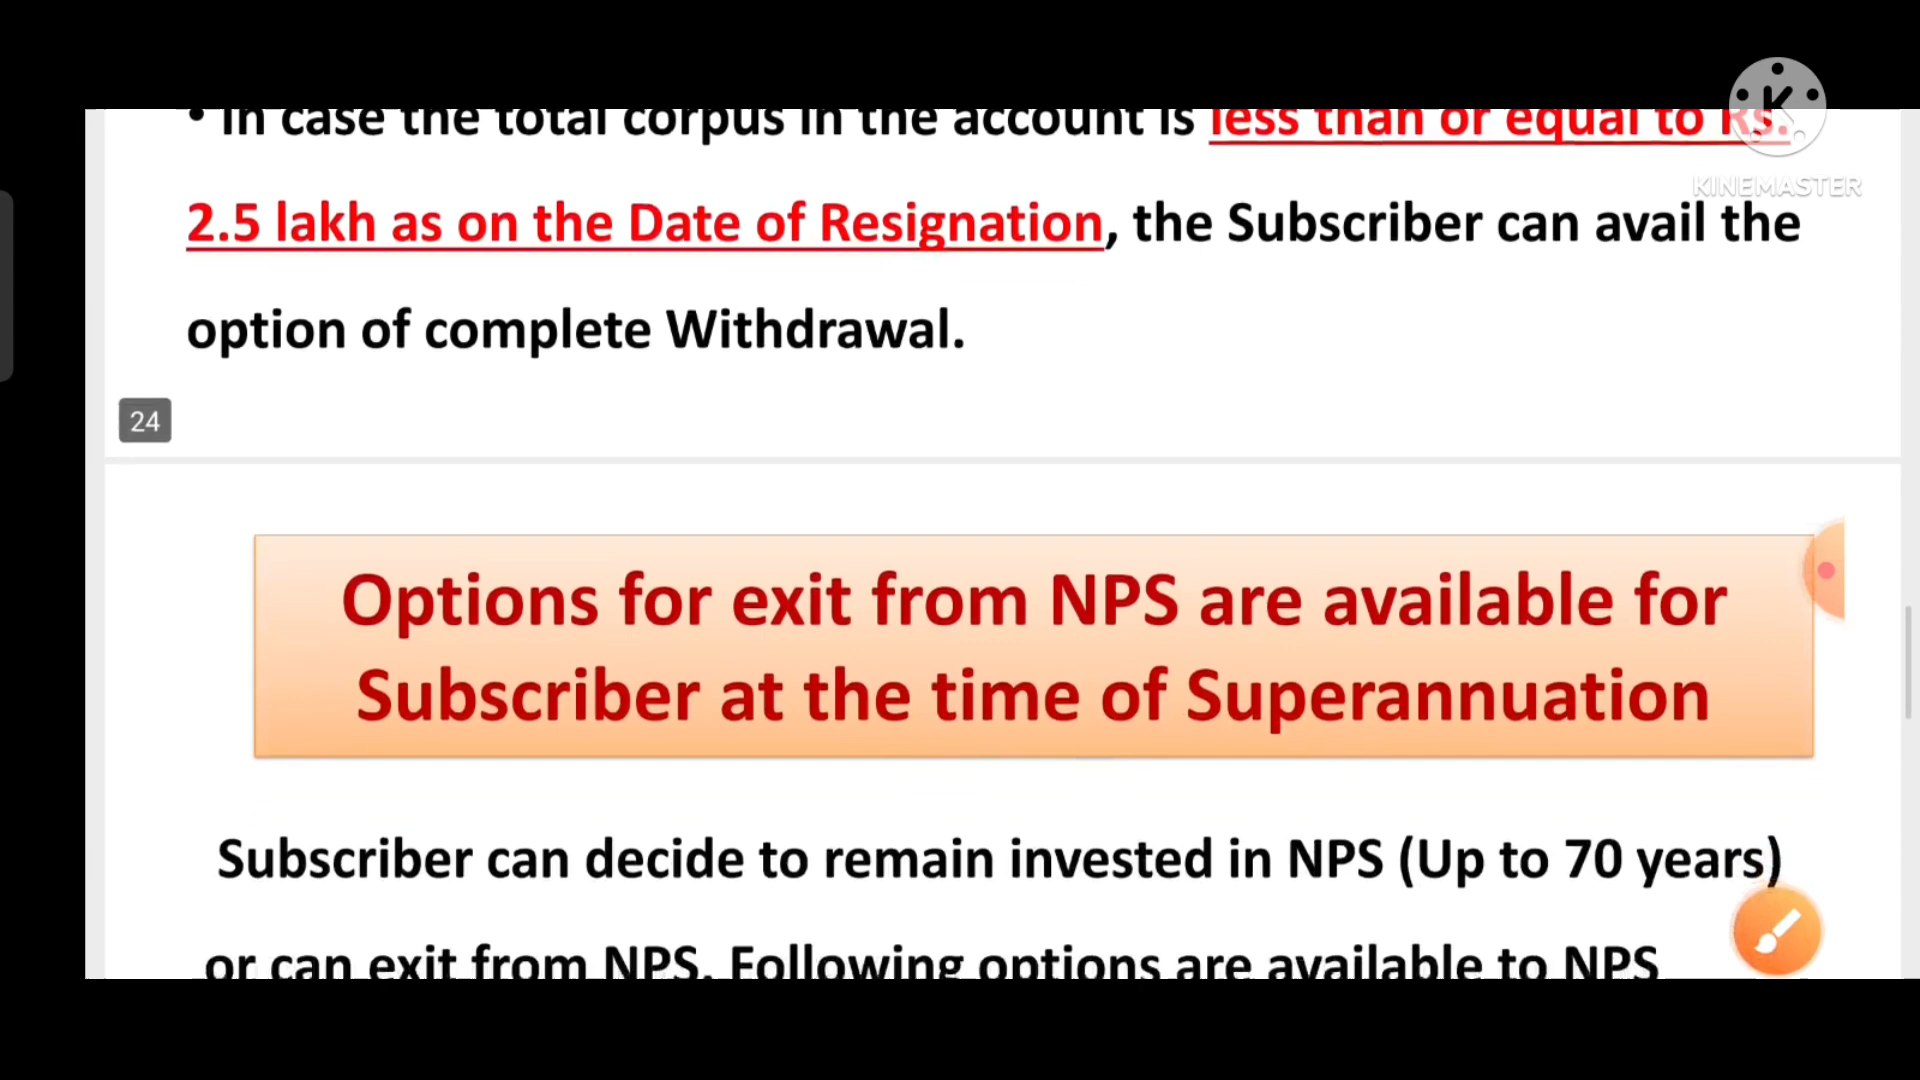 • In case the total corpus in the account is less than or equal to Rs.
KINEMASTER
2.5 lakh as on the Date of Resignation, the Subscriber can avail the
option of complete Withdrawal.
24
Options for exit from NPS are available for
Subscriber at the time of Superannuation
Subscriber can decide to remain invested in NPS (Up to 70 years)
or can exit from NPS. Following options are available to NPS